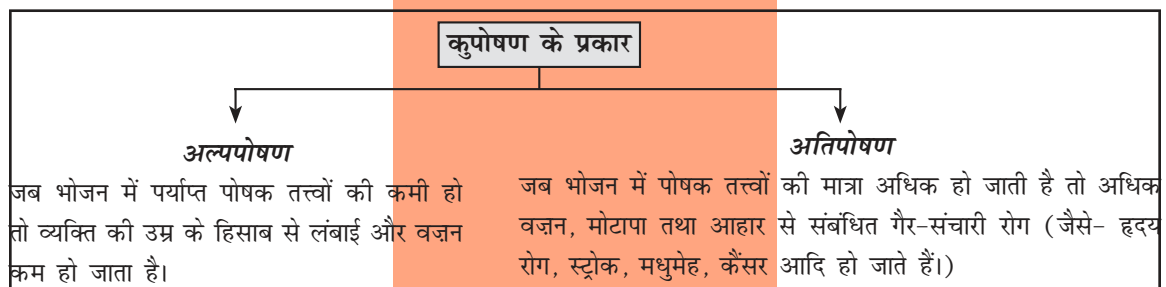 कुपोषण के प्रकार
अल्पपोषण
जब भोजन में पर्याप्त पोषक तत्त्वों की कमी हो
तो व्यक्ति की उम्र के हिसाब से लंबाई और वज़न
कम हो जाता है।
अतिपोषण
जब भोजन में पोषक तत्त्वों की मात्रा अधिक हो जाती है तो अधिक
वज़न, मोटापा तथा आहार से संबंधित गैर-संचारी रोग (जैसे- हृदय
रोग, स्ट्रोक, मधुमेह, कैंसर आदि हो जाते हैं।)